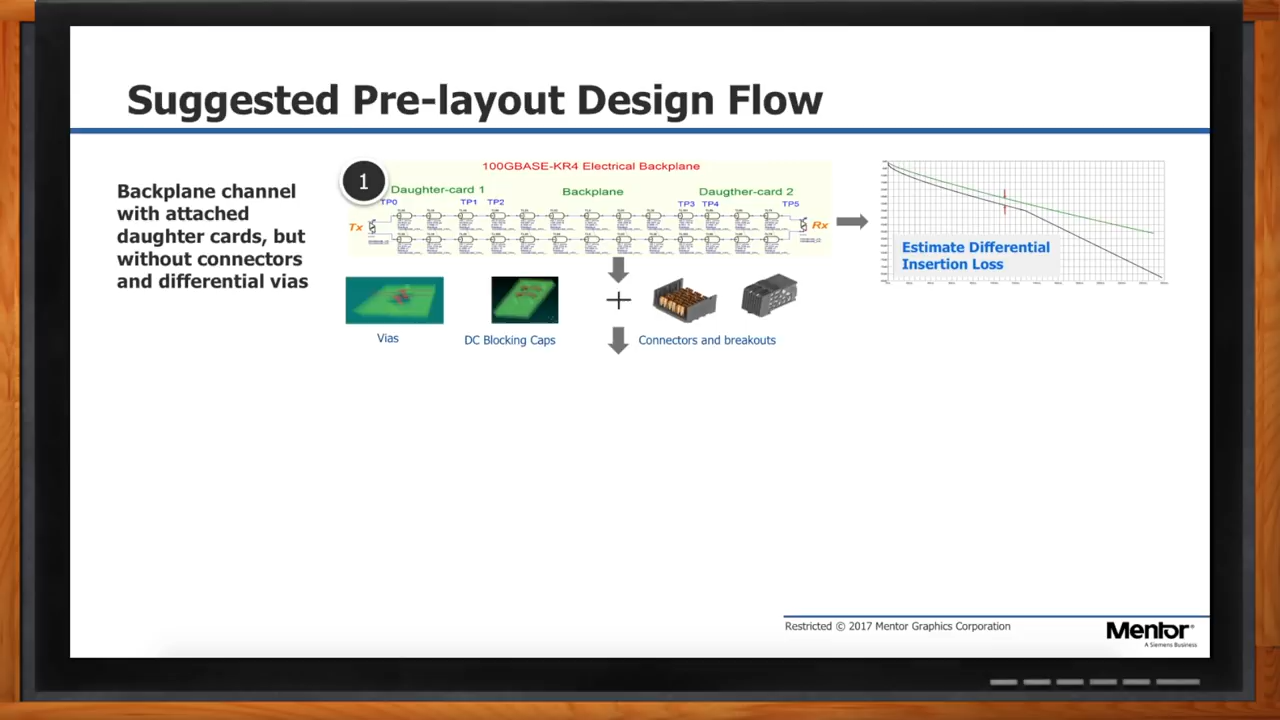 Suggested Pre-layout Design Flow
Backplane channel
with attached
daughter cards, but
without connectors
and differential vias
1
100GBASE-KR4 Electrical Backplane
Daughter-card 1
Backplane
Daugther-card 2
TP0
TP1
TP2
TP3
TP4
TP5
Tx
Rx
Estimate Differential
Insertion Loss
+
Vias
DC Blocking Caps
Connectors and breakouts
Restricted © 2017 Mentor Graphics Corporation
Mentor®
A Siemens Business